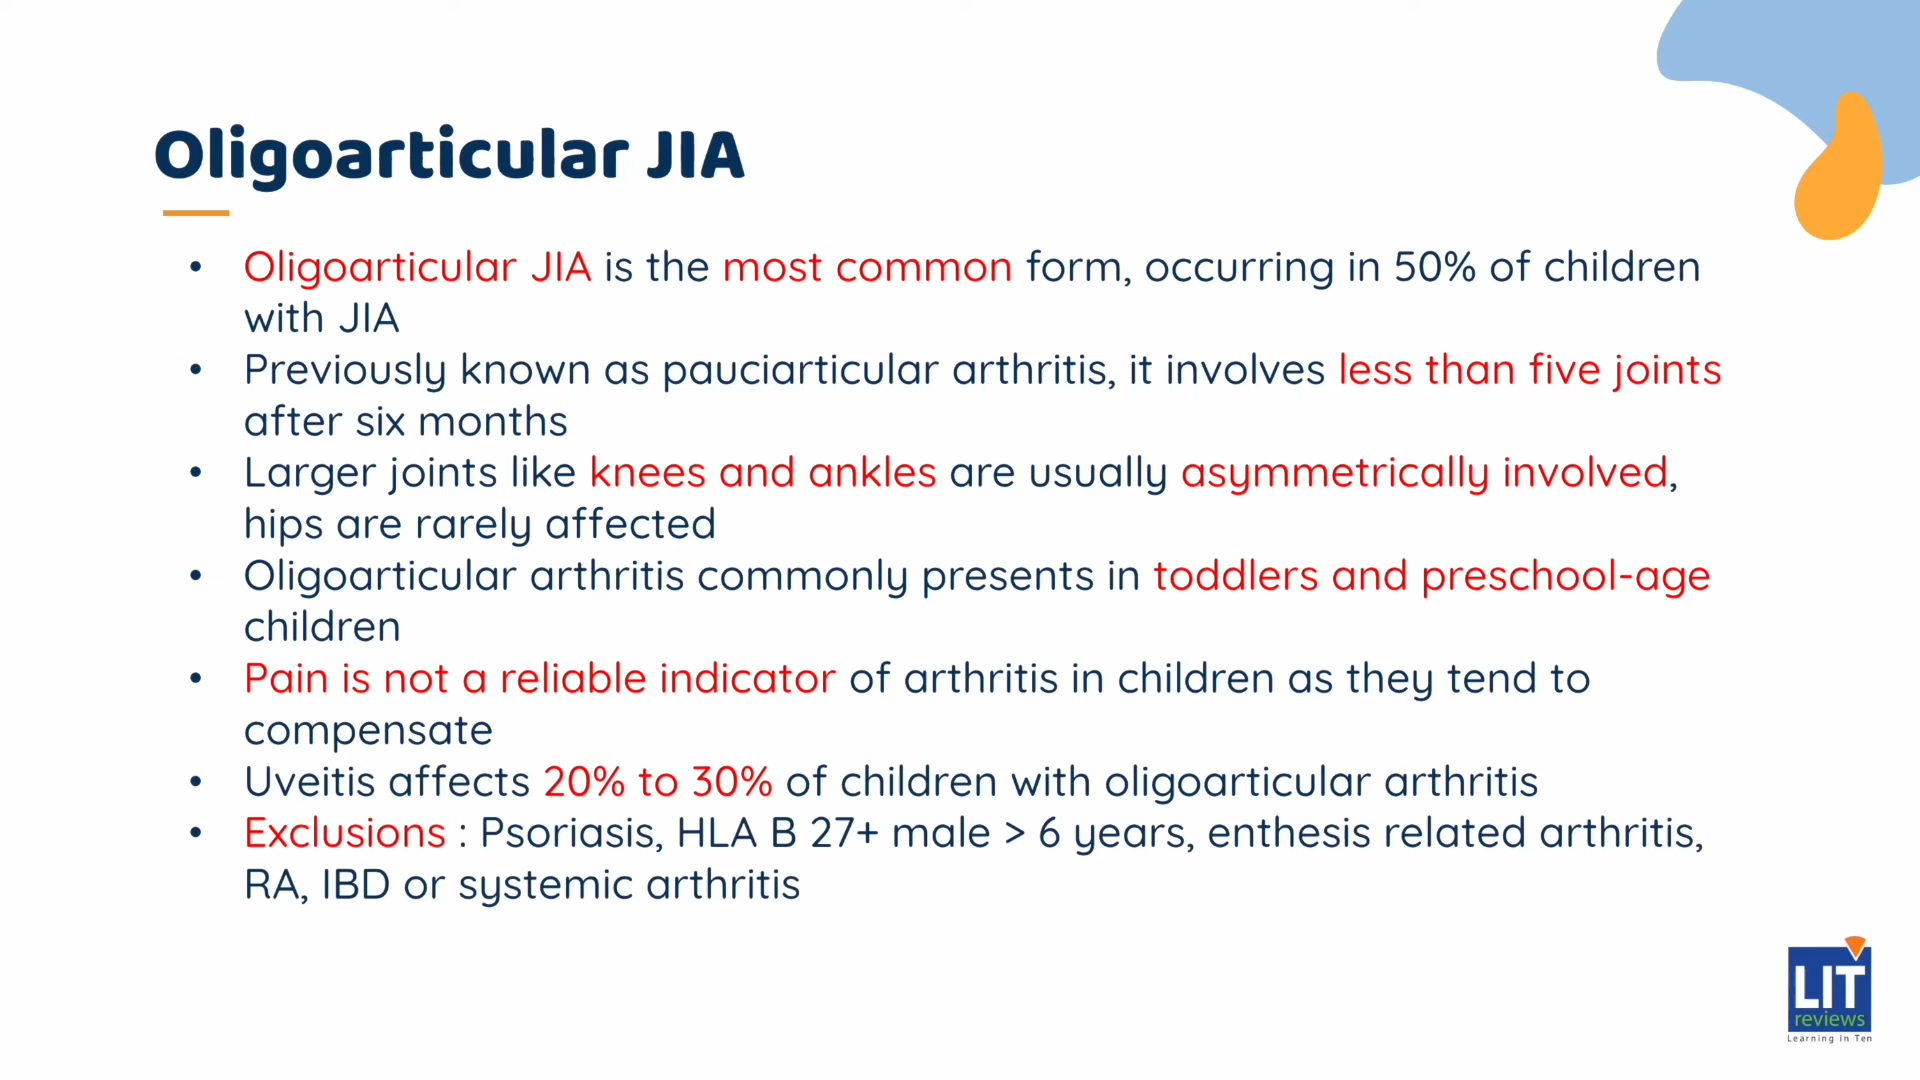 Oligoarticular JIA
• Oligoarticular JIA is the most common form, occurring in 50% of children
with JIA
• Previously known as pauciarticular arthritis, it involves less than five joints
after six months
• Larger joints like knees and ankles are usually asymmetrically involved,
hips are rarely affected
• Oligoarticular arthritis commonly presents in toddlers and preschool-age
children
• Pain is not a reliable indicator of arthritis in children as they tend to
compensate
• Uveitis affects 20% to 30% of children with oligoarticular arthritis
• Exclusions : Psoriasis, HLA B 27+ male > 6 years, enthesis related arthritis,
RA, IBD or systemic arthritis
LIT
reviews
Learning in Ten